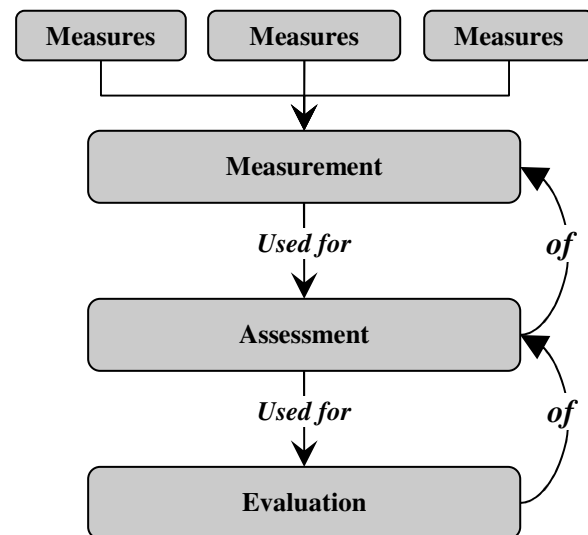 Measures Measures Measures
Measurement
Used for
of
Assessment
Used for
of
Evaluation